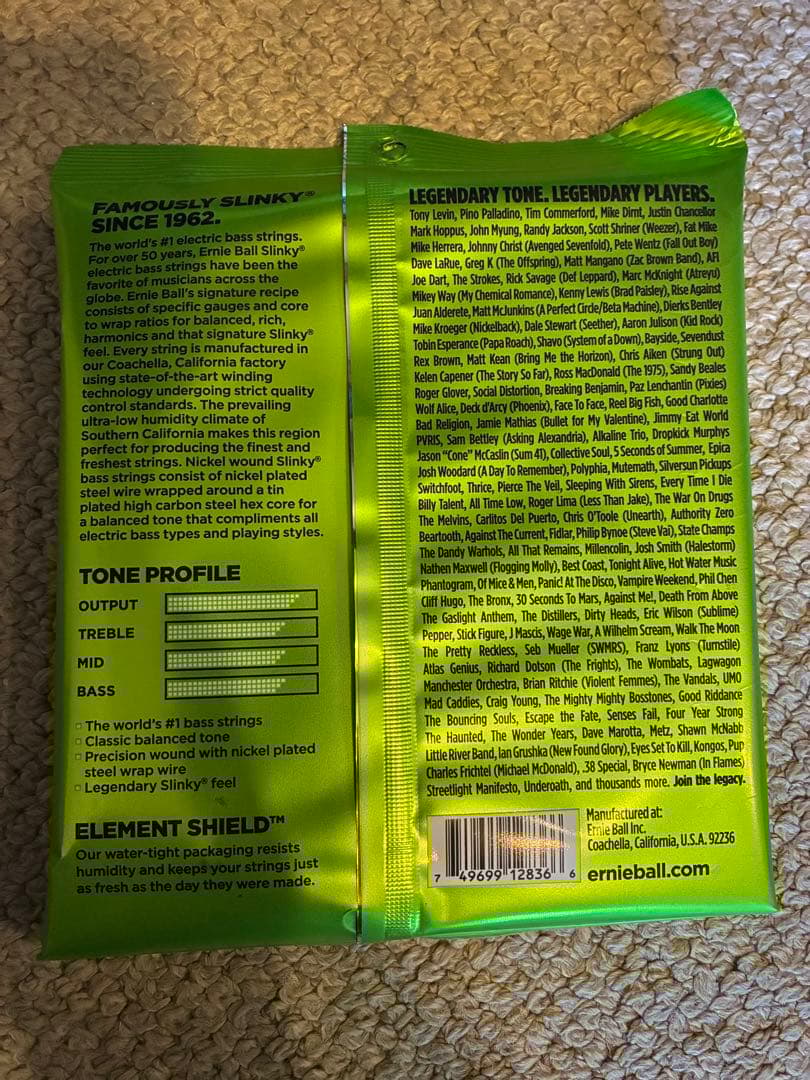 FAMOUSLY SLINKY®
SINCE 1962.
The world's #1 electric bass strings.
For over 50 years, Ernie Ball Slinky®
electric bass strings have been the
favorite of musicians across the
globe. Ernie Ball's signature recipe
consists of specific gauges and core
to wrap ratios for balanced, rich,
harmonics and that signature Slinky®
feel. Every string is manufactured in
our Coachella, California factory
using state-of-the-art winding
technology undergoing strict quality
control standards. The prevailing
ultra-low humidity climate of
Southern California makes this region
perfect for producing the finest and
freshest strings. Nickel wound Slinky®
bass strings consist of nickel plated
steel wire wrapped around a tin
plated high carbon steel hex core for
a balanced tone that compliments all
electric bass types and playing styles.
TONE PROFILE
OUTPUT
TREBLE
MID
BASS
The world's #1 bass strings
Classic balanced tone
Precision wound with nickel plated
steel wrap wire
Legendary Slinky® feel
ELEMENT SHIELD™
Our water-tight packaging resists
humidity and keeps your strings just
as fresh as the day they were made.
LEGENDARY TONE. LEGENDARY PLAYERS.
Tony Levin, Pino Palladino, Tim Commerford, Mike Dirnt, Justin Chancellor
Mark Hoppus, John Myung, Randy Jackson, Scott Shriner (Weezer), Fat Mike
Mike Herrera, Johnny Christ (Avenged Sevenfold), Pete Wentz (Fall Out Boy)
Dave LaRue, Greg K (The Offspring), Matt Mangano (Zac Brown Band), AFI
Joe Dart, The Strokes, Rick Savage (Def Leppard), Marc McKnight (Atreyu)
Mikey Way (My Chemical Romance), Kenny Lewis (Brad Paisley), Rise Against
Juan Alderete, Matt McJunkins (A Perfect Circle/Beta Machine), Dierks Bentley
Mike Kroeger (Nickelback), Dale Stewart (Seether), Aaron Julison (Kid Rock)
Tobin Esperance (Papa Roach), Shavo (System of a Down), Bayside, Sevendust
Rex Brown, Matt Kean (Bring Me the Horizon), Chris Aiken (Strung Out)
Kelen Capener (The Story So Far), Ross MacDonald (The 1975), Sandy Beales
Roger Glover, Social Distortion, Breaking Benjamin, Paz Lenchantin (Pixies)
Wolf Alice, Deck d'Arcy (Phoenix), Face To Face, Reel Big Fish, Good Charlotte
Bad Religion, Jamie Mathias (Bullet for My Valentine), Jimmy Eat World
PVRIS, Sam Bettley (Asking Alexandria), Alkaline Trio, Dropkick Murphys
Jason "Cone" McCaslin (Sum 41), Collective Soul, 5 Seconds of Summer, Epica
Josh Woodard (A Day To Remember), Polyphia, Mutemath, Silversun Pickups
Switchfoot, Thrice, Pierce The Veil, Sleeping With Sirens, Every Time I Die
Billy Talent, All Time Low, Roger Lima (Less Than Jake), The War On Drugs
The Melvins, Carlitos Del Puerto, Chris O'Toole (Unearth), Authority Zero
Beartooth, Against The Current, Fidlar, Philip Bynoe (Steve Vai), State Champs
The Dandy Warhols, All That Remains, Millencolin, Josh Smith (Halestorm)
Nathen Maxwell (Flogging Molly), Best Coast, Tonight Alive, Hot Water Music
Phantogram, Of Mice & Men, Panic! At The Disco, Vampire Weekend, Phil Chen
Cliff Hugo, The Bronx, 30 Seconds To Mars, Against Me!, Death From Above
The Gaslight Anthem, The Distillers, Dirty Heads, Eric Wilson (Sublime)
Pepper, Stick Figure, J Mascis, Wage War, A Wilhelm Scream, Walk The Moon
The Pretty Reckless, Seb Mueller (SWMRS), Franz Lyons (Turnstile)
Atlas Genius, Richard Dotson (The Frights), The Wombats, Lagwagon
Manchester Orchestra, Brian Ritchie (Violent Femmes), The Vandals, UMO
Mad Caddies, Craig Young, The Mighty Mighty Bosstones, Good Riddance
The Bouncing Souls, Escape the Fate, Senses Fail, Four Year Strong
The Haunted, The Wonder Years, Dave Marotta, Metz, Shawn McNabb
Little River Band, Ian Grushka (New Found Glory), Eyes Set To Kill, Kongos, Pup
Charles Frichtel (Michael McDonald), .38 Special, Bryce Newman (In Flames)
Streetlight Manifesto, Underoath, and thousands more. Join the legacy.
7 49699 12836 6
Manufactured at:
Ernie Ball Inc.
Coachella, California, U.S.A. 92236
ernieball.com